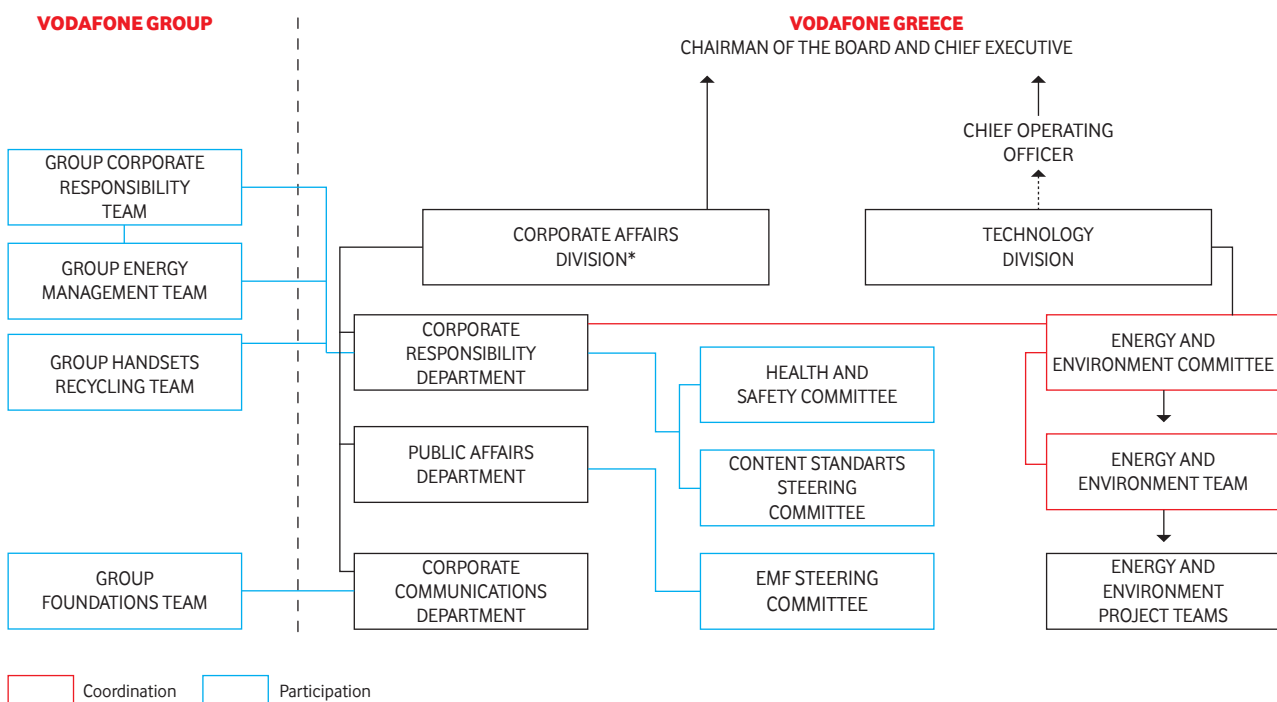 VODAFONE GROUP
VODAFONE GREECE
CHAIRMAN OF THE BOARD AND CHIEF EXECUTIVE
CHIEF OPERATING
OFFICER
GROUP CORPORATE
RESPONSIBILITY
TEAM
GROUP ENERGY
MANAGEMENT TEAM
GROUP HANDSETS
RECYCLING TEAM
GROUP
FOUNDATIONS TEAM
CORPORATE AFFAIRS
DIVISION*
TECHNOLOGY
DIVISION
CORPORATE
RESPONSIBILITY
DEPARTMENT
PUBLIC AFFAIRS
DEPARTMENT
CORPORATE
COMMUNICATIONS
DEPARTMENT
HEALTH AND
SAFETY COMMITTEE
CONTENT STANDARTS
STEERING
COMMITTEE
EMF STEERING
COMMITTEE
ENERGY AND
ENVIRONMENT COMMITTEE
ENERGY AND
ENVIRONMENT TEAM
ENERGY AND
ENVIRONMENT
PROJECT TEAMS
Coordination
Participation